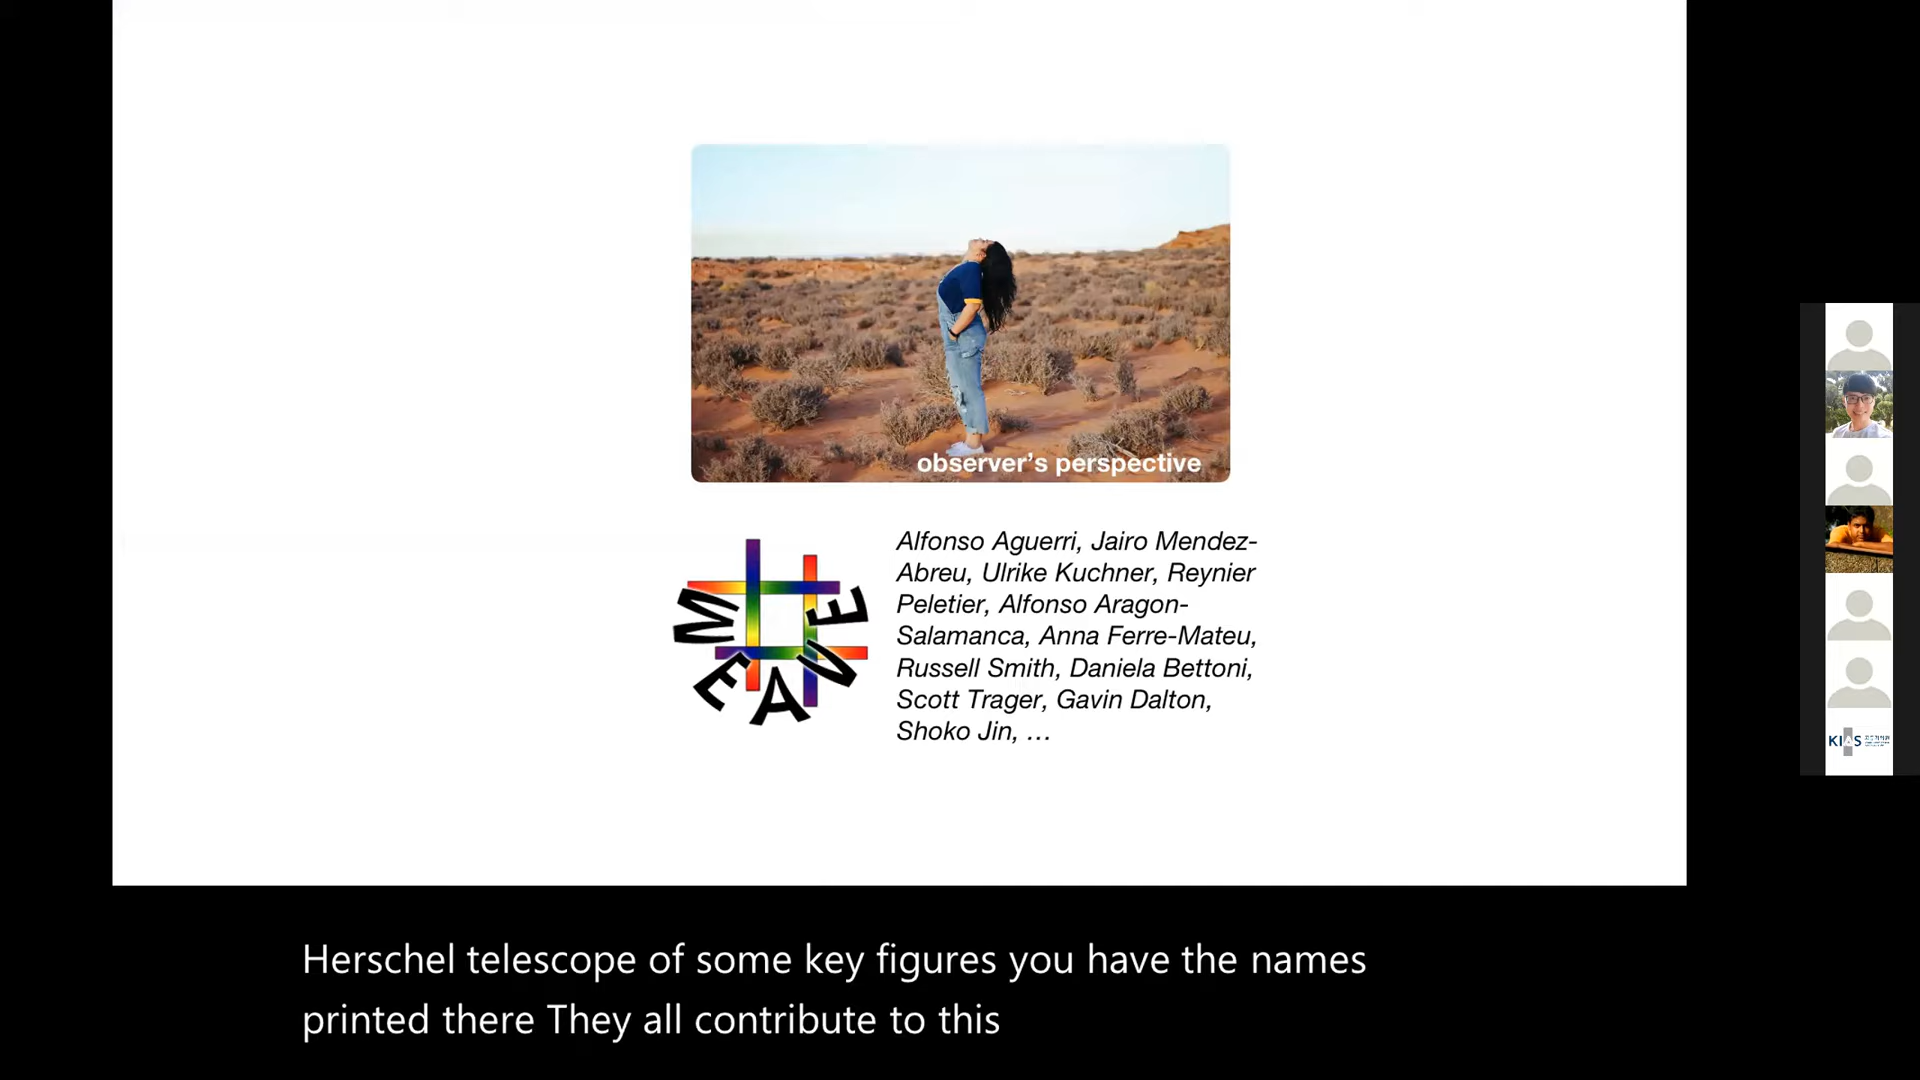 observer's perspective
WEAVE
Alfonso Aguerri, Jairo Mendez-
Abreu, Ulrike Kuchner, Reynier
Peletier, Alfonso Aragon-
Salamanca, Anna Ferre-Mateu,
Russell Smith, Daniela Bettoni,
Scott Trager, Gavin Dalton,
Shoko Jin, …
KIAS
Herschel telescope of some key figures you have the names
printed there They all contribute to this